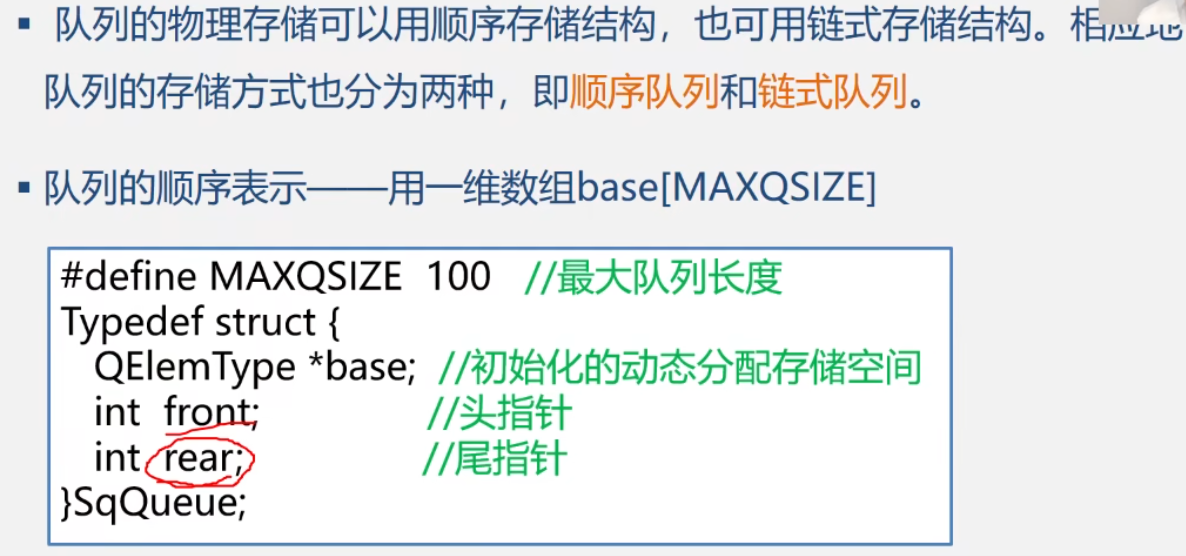 ▪ 队列的物理存储可以用顺序存储结构，也可用链式存储结构。相应地
队列的存储方式也分为两种，即顺序队列和链式队列。
▪ 队列的顺序表示——用一维数组base[MAXQSIZE]
#define MAXQSIZE 100 //最大队列长度
Typedef struct {
QElemType *base; //初始化的动态分配存储空间
int front; //头指针
int rear; //尾指针
}SqQueue;